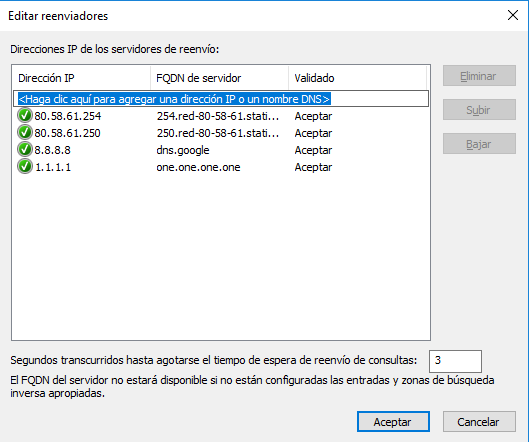 Editar reenviadores
Direcciones IP de los servidores de reenvío:
Dirección IP FQDN de servidor Validado
<Haga clic aquí para agregar una dirección IP o un nombre DNS>
80.58.61.254 254.red-80-58-61.stati... Aceptar
80.58.61.250 250.red-80-58-61.stati... Aceptar
8.8.8.8 dns.google Aceptar
1.1.1.1 one.one.one.one Aceptar
Eliminar
Subir
Bajar
Segundos transcurridos hasta agotarse el tiempo de espera de reenvío de consultas: 3
El FQDN del servidor no estará disponible si no están configuradas las entradas y zonas de búsqueda
inversa apropiadas.
Aceptar Cancelar